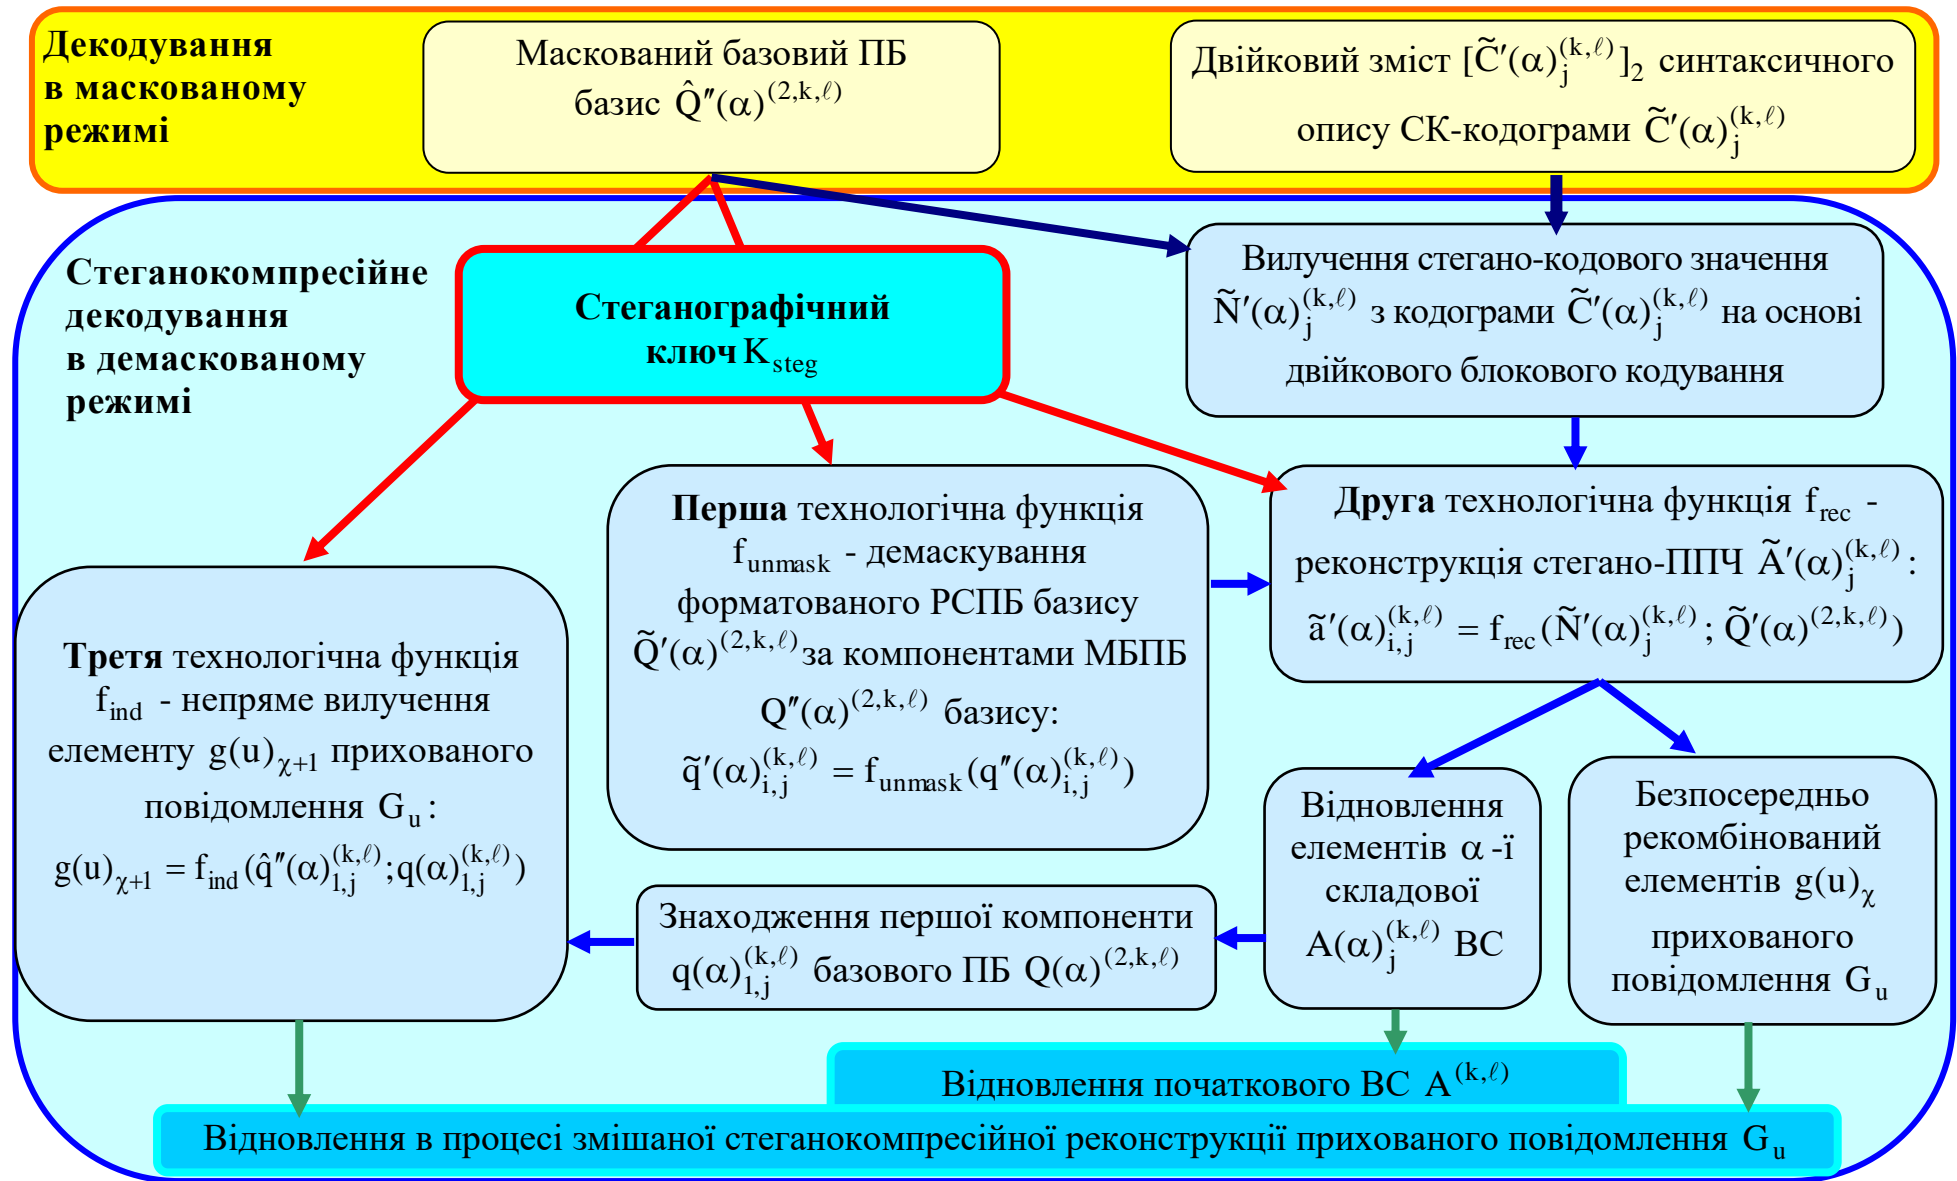 Декодування
в маскованому
режимі
Маскований базовий ПБ
базис Q̂″(α)^(2,k,ℓ)
Двійковий зміст [C̃′(α)_j^(k,ℓ)]_2 синтаксичного
опису СК-кодограми C̃′(α)_j^(k,ℓ)
Стеганокомпресійне
декодування
в демаскованому
режимі
Стеганографічний
ключ K_steg
Вилучення стегано-кодового значення
Ñ′(α)_j^(k,ℓ) з кодограми C̃′(α)_j^(k,ℓ) на основі
двійкового блокового кодування
Третя технологічна функція
f_ind - непряме вилучення
елементу g(u)_χ+1 прихованого
повідомлення G_u:
g(u)_χ+1 = f_ind(q̂″(α)_1,j^(k,ℓ);q(α)_1,j^(k,ℓ))
Перша технологічна функція
f_unmask - демаскування
форматованого РСПБ базису
Q̃′(α)^(2,k,ℓ) за компонентами МБПБ
Q″(α)^(2,k,ℓ) базису:
q̃′(α)_i,j^(k,ℓ) = f_unmask(q″(α)_i,j^(k,ℓ))
Друга технологічна функція f_rec -
реконструкція стегано-ППЧ Ã′(α)_j^(k,ℓ):
ã′(α)_i,j^(k,ℓ) = f_rec(Ñ′(α)_j^(k,ℓ); Q̃′(α)^(2,k,ℓ))
Знаходження першої компоненти
q(α)_1,j^(k,ℓ) базового ПБ Q(α)^(2,k,ℓ)
Відновлення
елементів α-ї
складової
A(α)_j^(k,ℓ) ВС
Безпосередньо
рекомбінований
елементів g(u)_χ
прихованого
повідомлення G_u
Відновлення початкового ВС A^(k,ℓ)
Відновлення в процесі змішаної стеганокомпресійної реконструкції прихованого повідомлення G_u